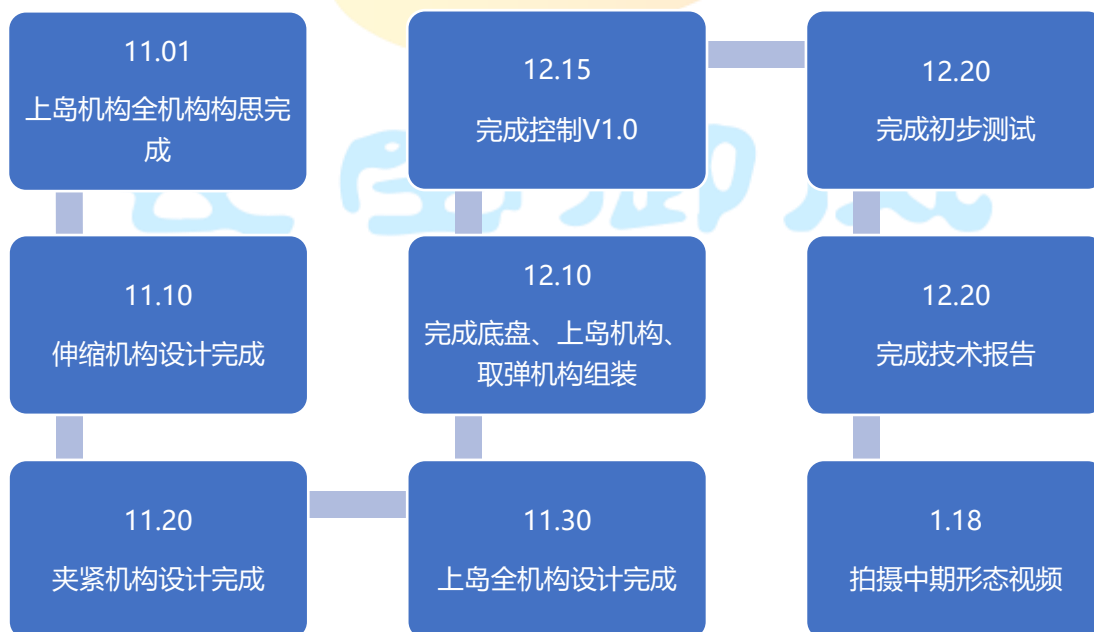 11.01
上岛机构全机构构思完
成
11.10
伸缩机构设计完成
11.20
夹紧机构设计完成
11.30
上岛全机构设计完成
12.10
完成底盘、上岛机构、
取弹机构组装
12.15
完成控制V1.0
12.20
完成初步测试
12.20
完成技术报告
1.18
拍摄中期形态视频